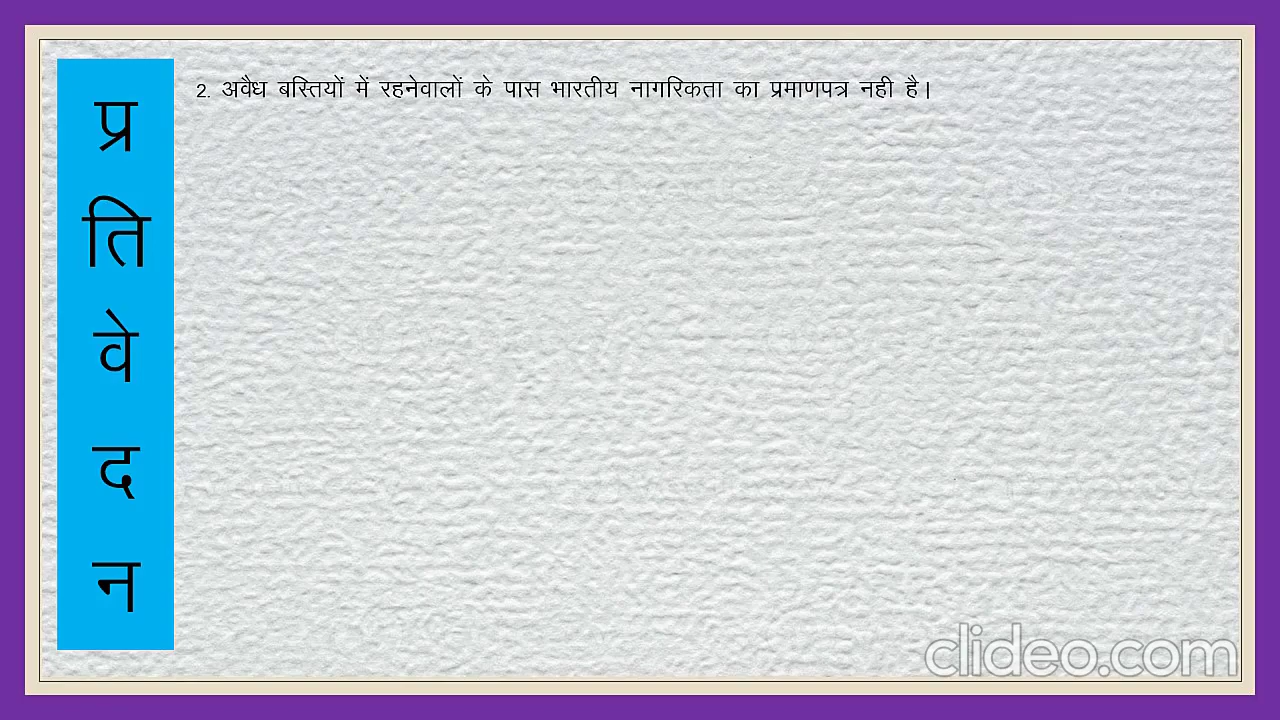 प्र
ति
वे
द
न
2. अवैध बस्तियों में रहनेवालों के पास भारतीय नागरिकता का प्रमाणपत्र नही है।
clideo.com